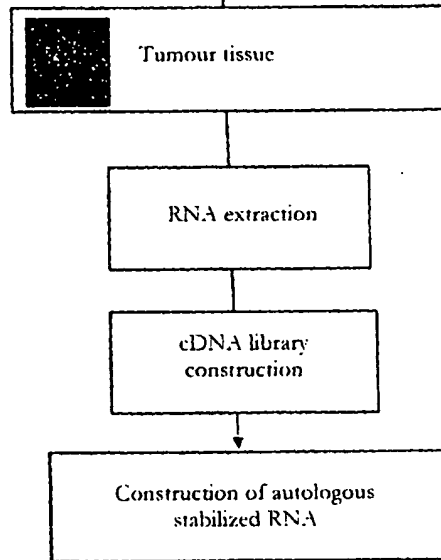 Tumour tissue
RNA extraction
cDNA library
construction
Construction of autologous
stabilized RNA